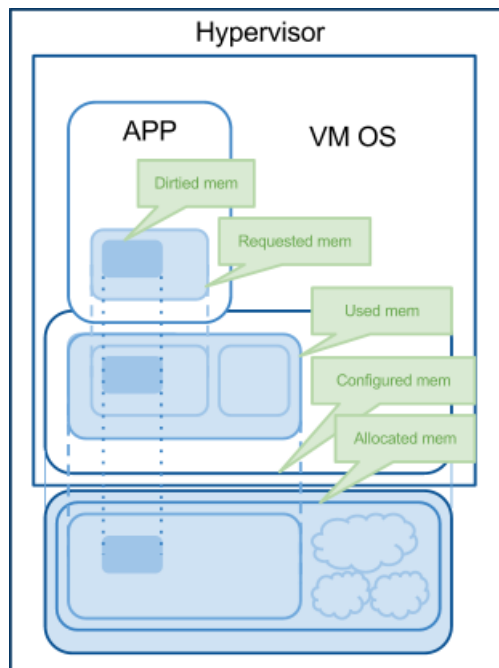 Hypervisor
APP
VM OS
Dirtied mem
Requested mem
Used mem
Configured mem
Allocated mem